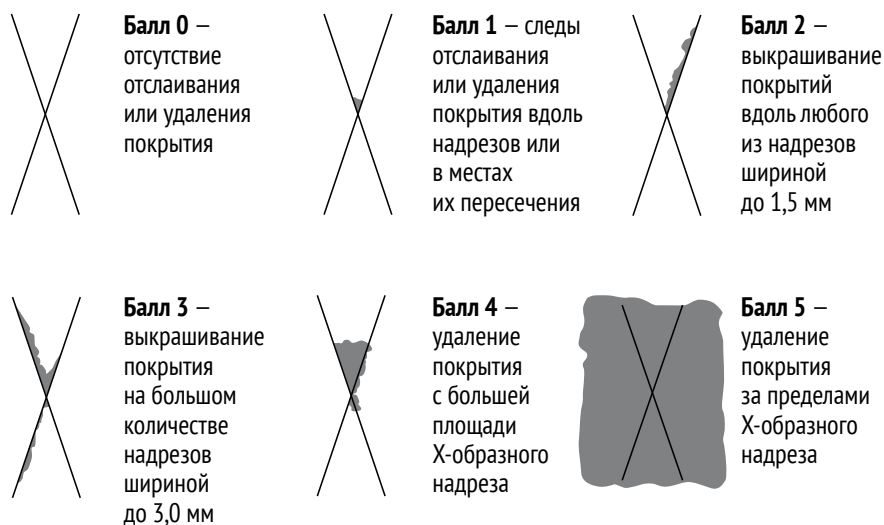 Балл 0 –
отсутствие
отслаивания
или удаления
покрытия
Балл 1 – следы
отслаивания
или удаления
покрытия вдоль
надрезов или
в местах
их пересечения
Балл 2 –
выкрашивание
покрытий
вдоль любого
из надрезов
шириной
до 1,5 мм
Балл 3 –
выкрашивание
покрытия
на большом
количестве
надрезов
шириной
до 3,0 мм
Балл 4 –
удаление
покрытия
с большей
площади
Х-образного
надреза
Балл 5 –
удаление
покрытия
за пределами
Х-образного
надреза